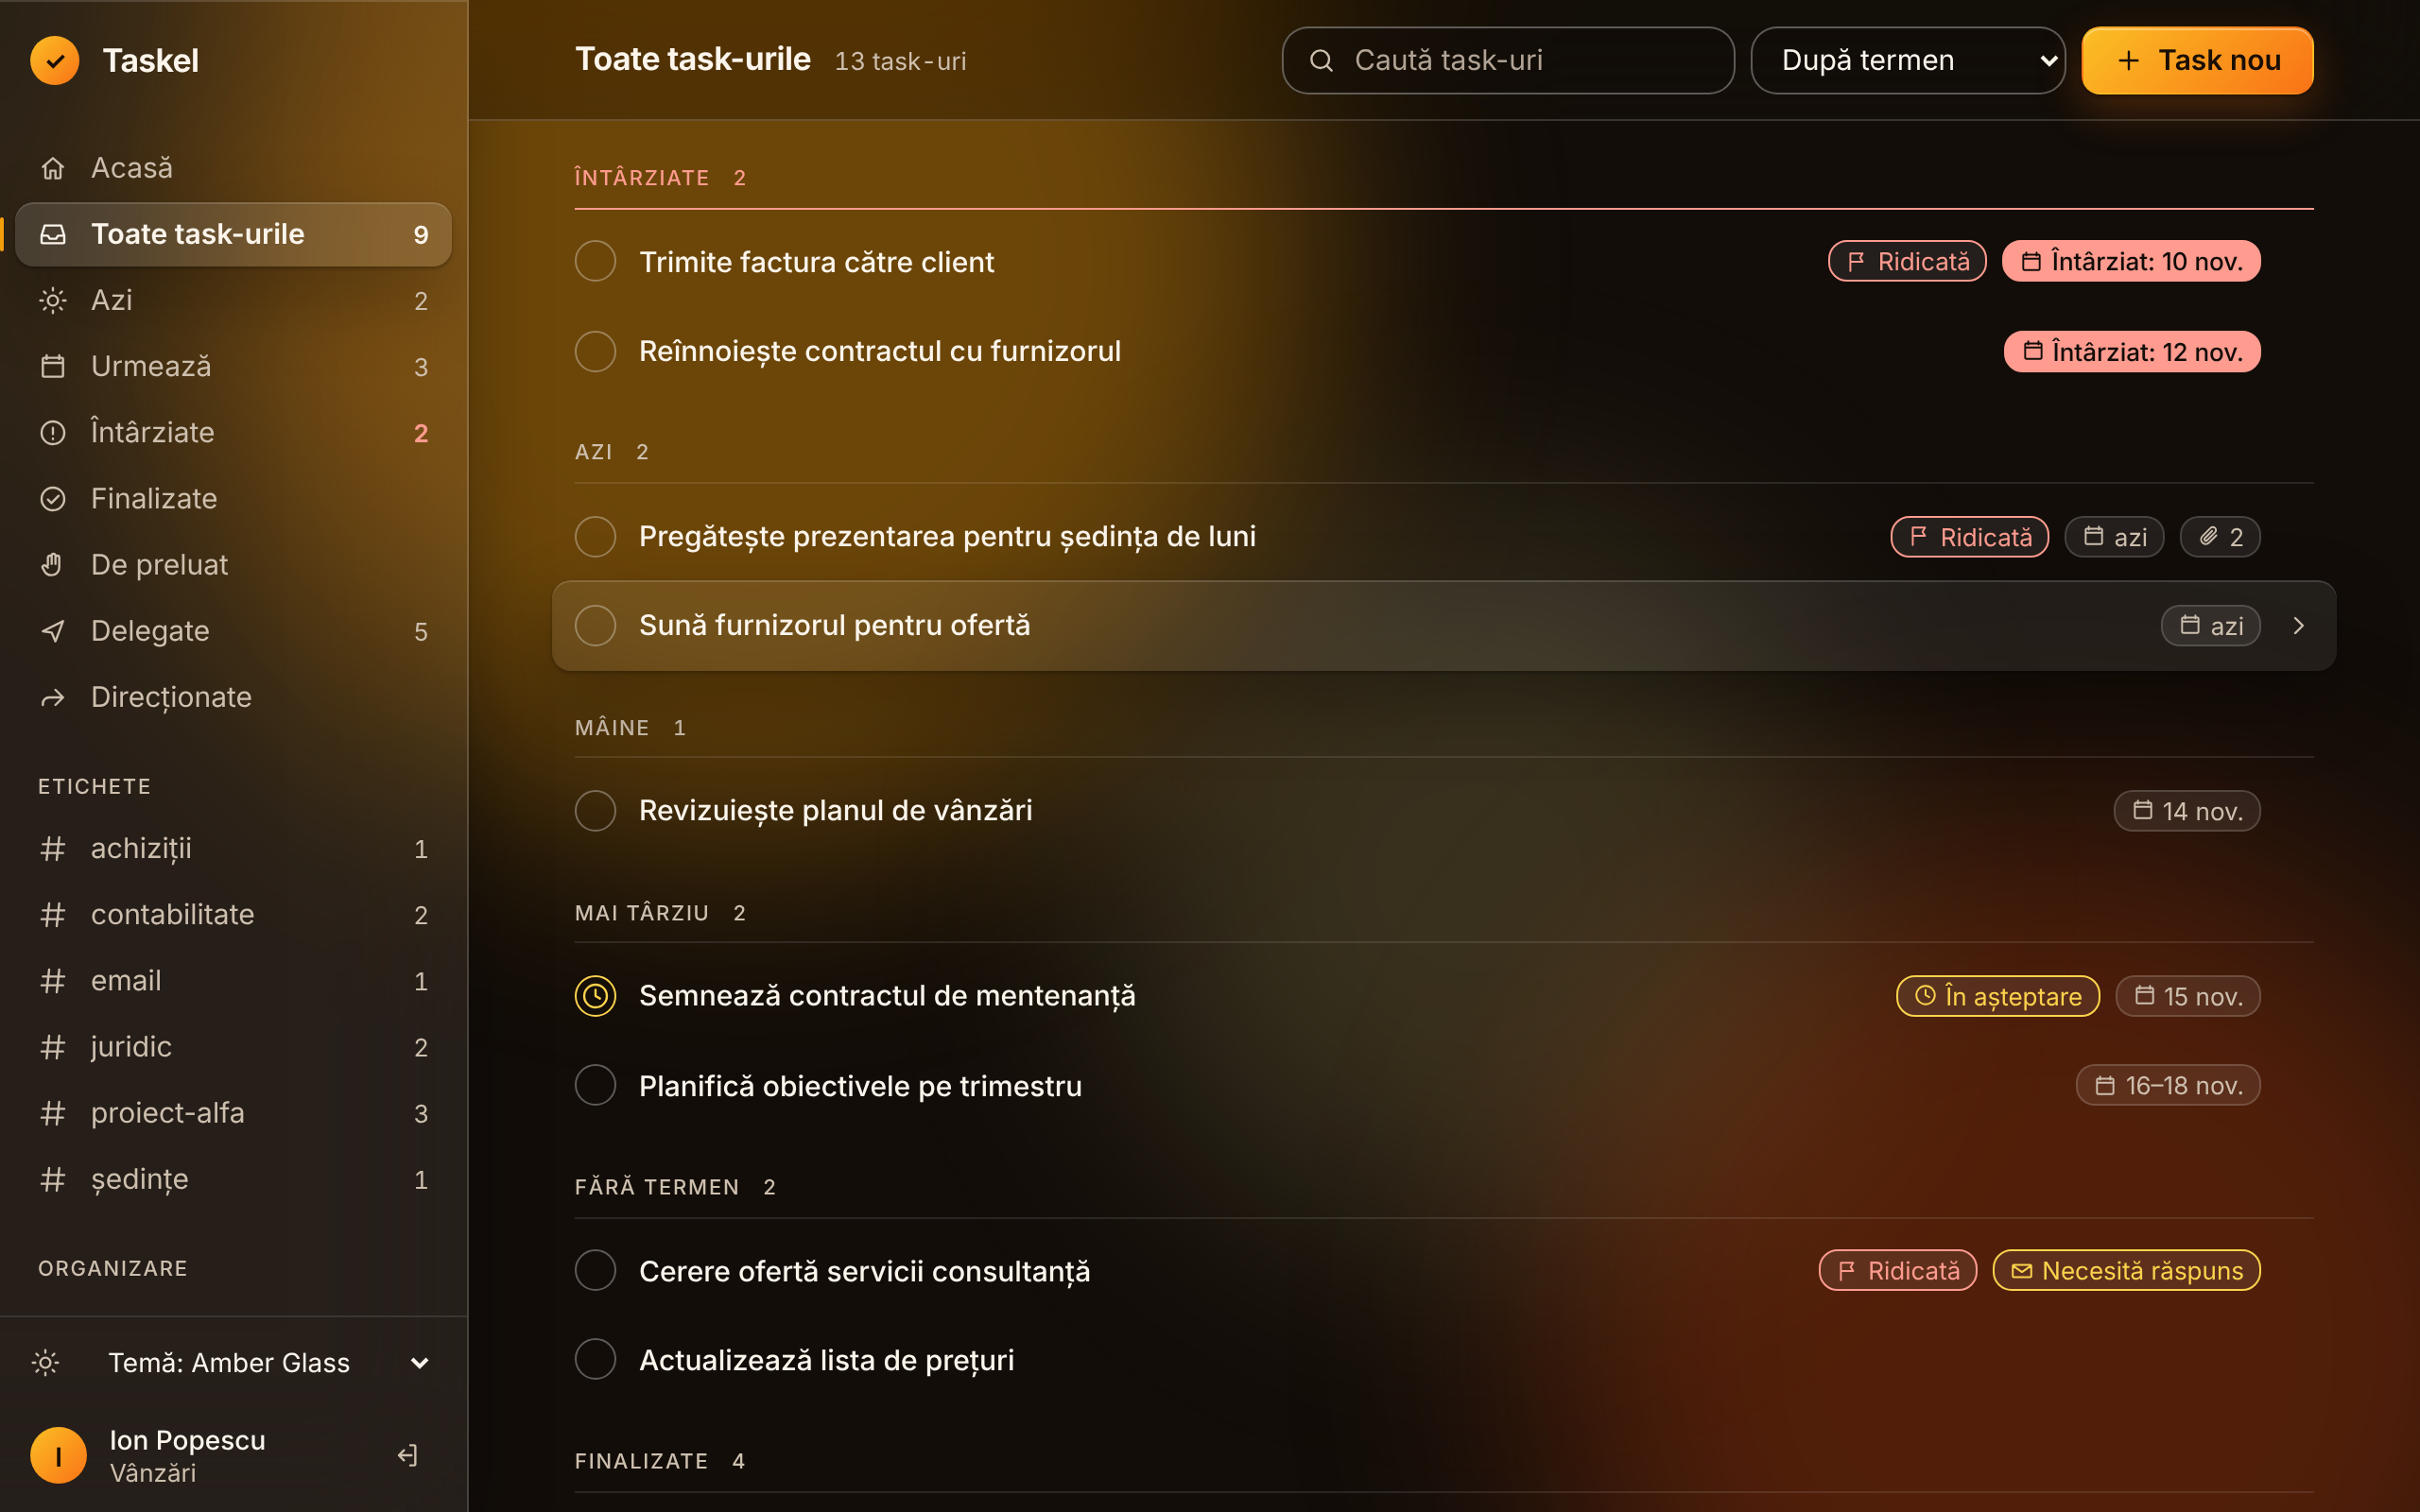 Taskel
Acasă
Toate task-urile 9
Azi 2
Urmează 3
Întârziate 2
Finalizate
De preluat
Delegate 5
Direcționate
ETICHETE
achiziții 1
contabilitate 2
email 1
juridic 2
proiect-alfa 3
ședințe 1
ORGANIZARE
Temă: Amber Glass
I
Ion Popescu
Vânzări
Toate task-urile 13 task-uri
Caută task-uri
După termen
+ Task nou
ÎNTÂRZIATE 2
Trimite factura către client Ridicată Întârziat: 10 nov.
Reînnoiește contractul cu furnizorul Întârziat: 12 nov.
AZI 2
Pregătește prezentarea pentru ședința de luni Ridicată azi 2
Sună furnizorul pentru ofertă azi
MÂINE 1
Revizuiește planul de vânzări 14 nov.
MAI TÂRZIU 2
Semnează contractul de mentenanță În așteptare 15 nov.
Planifică obiectivele pe trimestru 16–18 nov.
FĂRĂ TERMEN 2
Cerere ofertă servicii consultanță Ridicată Necesită răspuns
Actualizează lista de prețuri
FINALIZATE 4